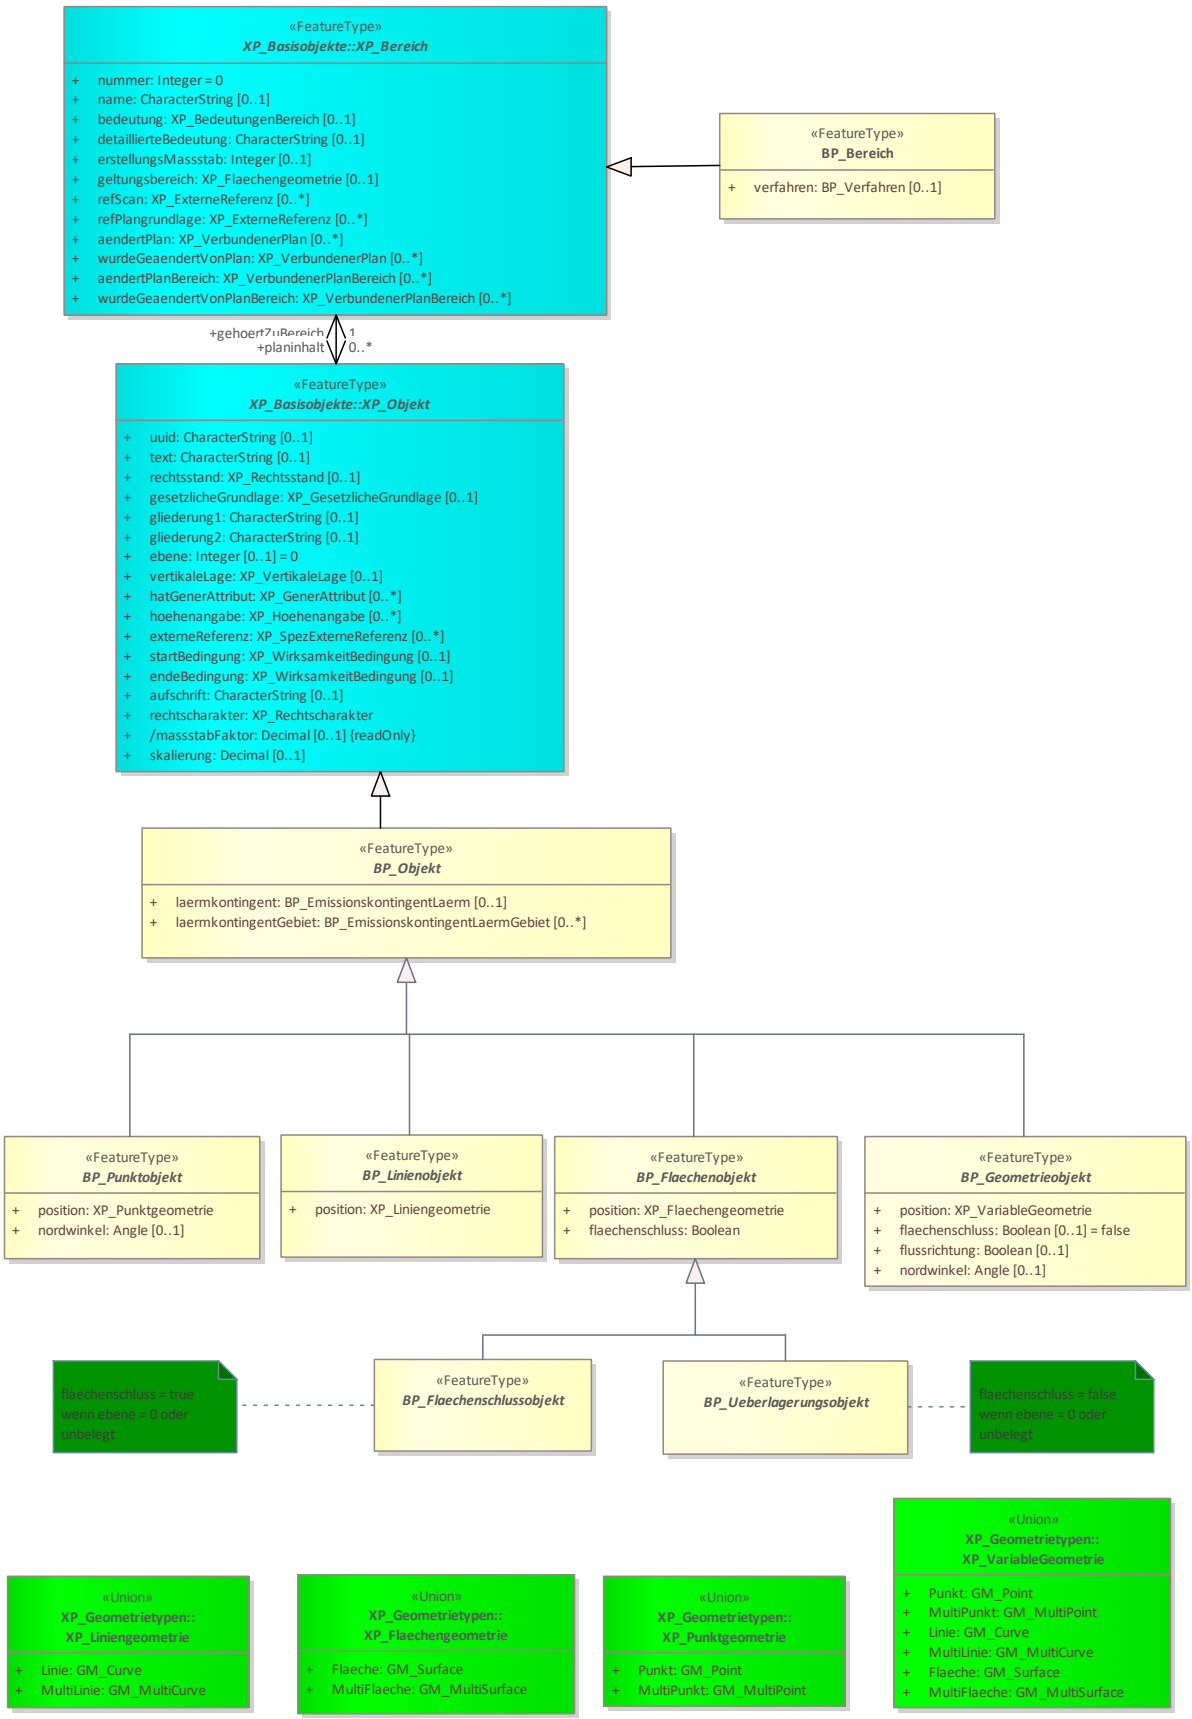 «FeatureType»
XP_Basisobjekte::XP_Bereich
+ nummer: Integer = 0
+ name: CharacterString [0..1]
+ bedeutung: XP_BedeutungenBereich [0..1]
+ detaillierteBedeutung: CharacterString [0..1]
+ erstellungsMassstab: Integer [0..1]
+ geltungsbereich: XP_Flaechengeometrie [0..1]
+ refScan: XP_ExterneReferenz [0..*]
+ refPlangrundlage: XP_ExterneReferenz [0..*]
+ aendertPlan: XP_VerbundenerPlan [0..*]
+ wurdeGeaendertVonPlan: XP_VerbundenerPlan [0..*]
+ aendertPlanBereich: XP_VerbundenerPlanBereich [0..*]
+ wurdeGeaendertVonPlanBereich: XP_VerbundenerPlanBereich [0..*]
«FeatureType»
BP_Bereich
+ verfahren: BP_Verfahren [0..1]
+gehoertZuBereich 1
+planinhalt 0..*
«FeatureType»
XP_Basisobjekte::XP_Objekt
+ uuid: CharacterString [0..1]
+ text: CharacterString [0..1]
+ rechtsstand: XP_Rechtsstand [0..1]
+ gesetzlicheGrundlage: XP_GesetzlicheGrundlage [0..1]
+ gliederung1: CharacterString [0..1]
+ gliederung2: CharacterString [0..1]
+ ebene: Integer [0..1] = 0
+ vertikaleLage: XP_VertikaleLage [0..1]
+ hatGenerAttribut: XP_GenerAttribut [0..*]
+ hoehenangabe: XP_Hoehenangabe [0..*]
+ externeReferenz: XP_SpezExterneReferenz [0..*]
+ startBedingung: XP_WirksamkeitBedingung [0..1]
+ endeBedingung: XP_WirksamkeitBedingung [0..1]
+ aufschrift: CharacterString [0..1]
+ rechtscharakter: XP_Rechtscharakter
+ /massstabFaktor: Decimal [0..1] {readOnly}
+ skalierung: Decimal [0..1]
«FeatureType»
BP_Objekt
+ laermkontingent: BP_EmissionskontingentLaerm [0..1]
+ laermkontingentGebiet: BP_EmissionskontingentLaermGebiet [0..*]
«FeatureType»
BP_Punktobjekt
+ position: XP_Punktgeometrie
+ nordwinkel: Angle [0..1]
«FeatureType»
BP_Linienobjekt
+ position: XP_Liniengeometrie
«FeatureType»
BP_Flaechenobjekt
+ position: XP_Flaechengeometrie
+ flaechenschluss: Boolean
«FeatureType»
BP_Geometrieobjekt
+ position: XP_VariableGeometrie
+ flaechenschluss: Boolean [0..1] = false
+ flussrichtung: Boolean [0..1]
+ nordwinkel: Angle [0..1]
flaechenschluss = true
wenn ebene = 0 oder
unbelegt
«FeatureType»
BP_Flaechenschlussobjekt
«FeatureType»
BP_Ueberlagerungsobjekt
flaechenschluss = false
wenn ebene = 0 oder
unbelegt
«Union»
XP_Geometrietypen::
XP_Liniengeometrie
+ Linie: GM_Curve
+ MultiLinie: GM_MultiCurve
«Union»
XP_Geometrietypen::
XP_Flaechengeometrie
+ Flaeche: GM_Surface
+ MultiFlaeche: GM_MultiSurface
«Union»
XP_Geometrietypen::
XP_Punktgeometrie
+ Punkt: GM_Point
+ MultiPunkt: GM_MultiPoint
«Union»
XP_Geometrietypen::
XP_VariableGeometrie
+ Punkt: GM_Point
+ MultiPunkt: GM_MultiPoint
+ Linie: GM_Curve
+ MultiLinie: GM_MultiCurve
+ Flaeche: GM_Surface
+ MultiFlaeche: GM_MultiSurface